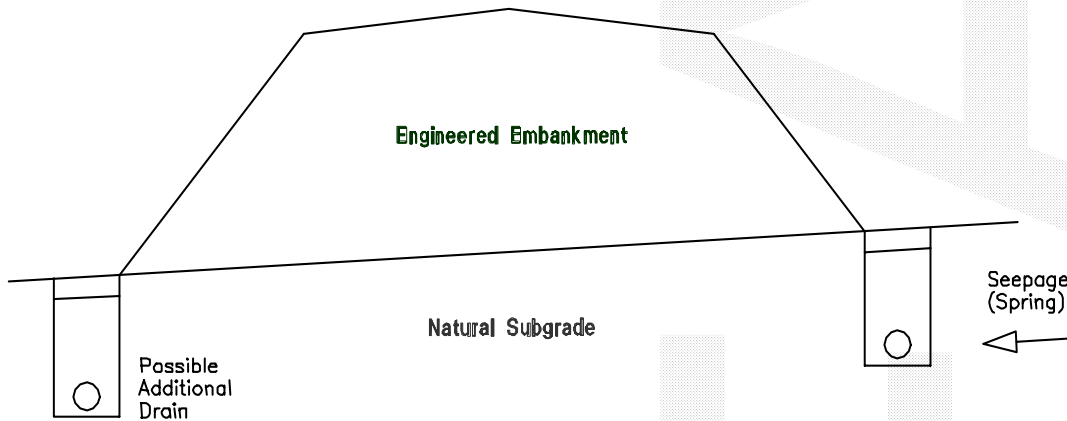 Engineered Embankment
Seepage
(Spring)
Natural Subgrade
Possible
Additional
Drain